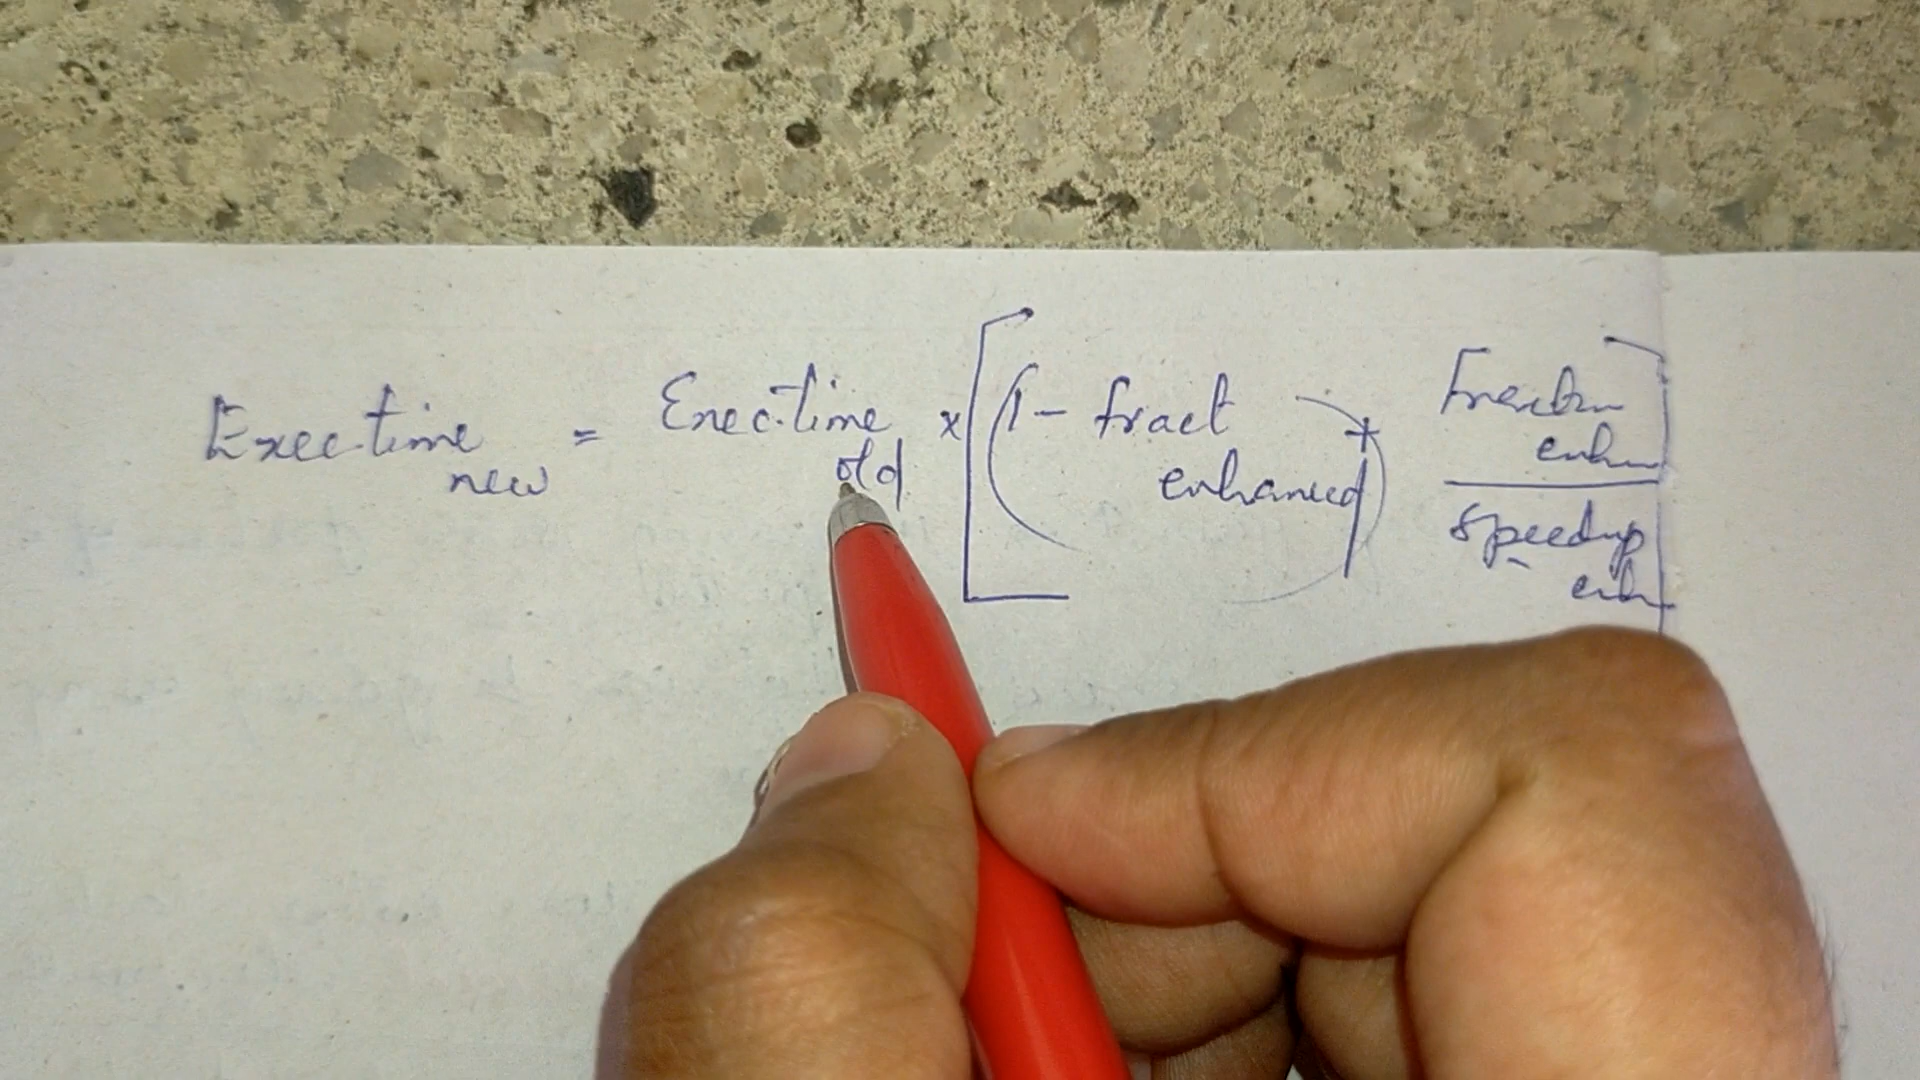 Exec.time new = Exec.time old × [(1 - fract enhanced) + Fraction enh / Speedup enh]